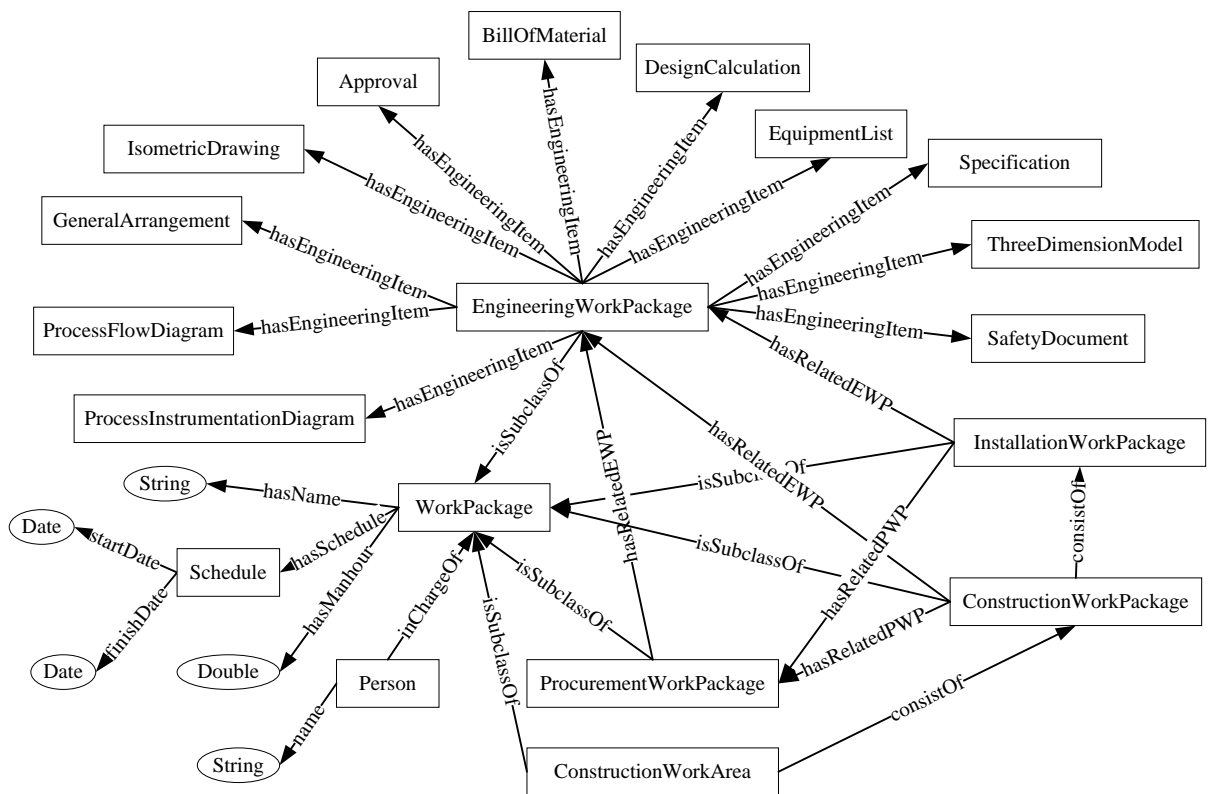 BillOfMaterial
DesignCalculation
Approval
EquipmentList
IsometricDrawing
Specification
hasEngineeringItem
hasEngineeringItem
hasEngineeringItem
hasEngineeringItem
hasEngineeringItem
hasEngineeringItem
GeneralArrangement
ThreeDimensionModel
hasEngineeringItem
hasEngineeringItem
EngineeringWorkPackage
ProcessFlowDiagram
hasEngineeringItem
hasEngineeringItem
SafetyDocument
hasEngineeringItem
hasRelatedEWP
ProcessInstrumentationDiagram
isSubclassOf
hasRelatedEWP
hasRelatedEWP
InstallationWorkPackage
String
hasName
WorkPackage
isSubclassOf
consistOf
Date
startDate
Schedule
hasSchedule
isSubclassOf
hasRelatedPWP
finishDate
hasManhour
inChargeOf
isSubclassOf
isSubclassOf
ConstructionWorkPackage
hasRelatedPWP
Date
Double
Person
ProcurementWorkPackage
consistOf
name
String
ConstructionWorkArea